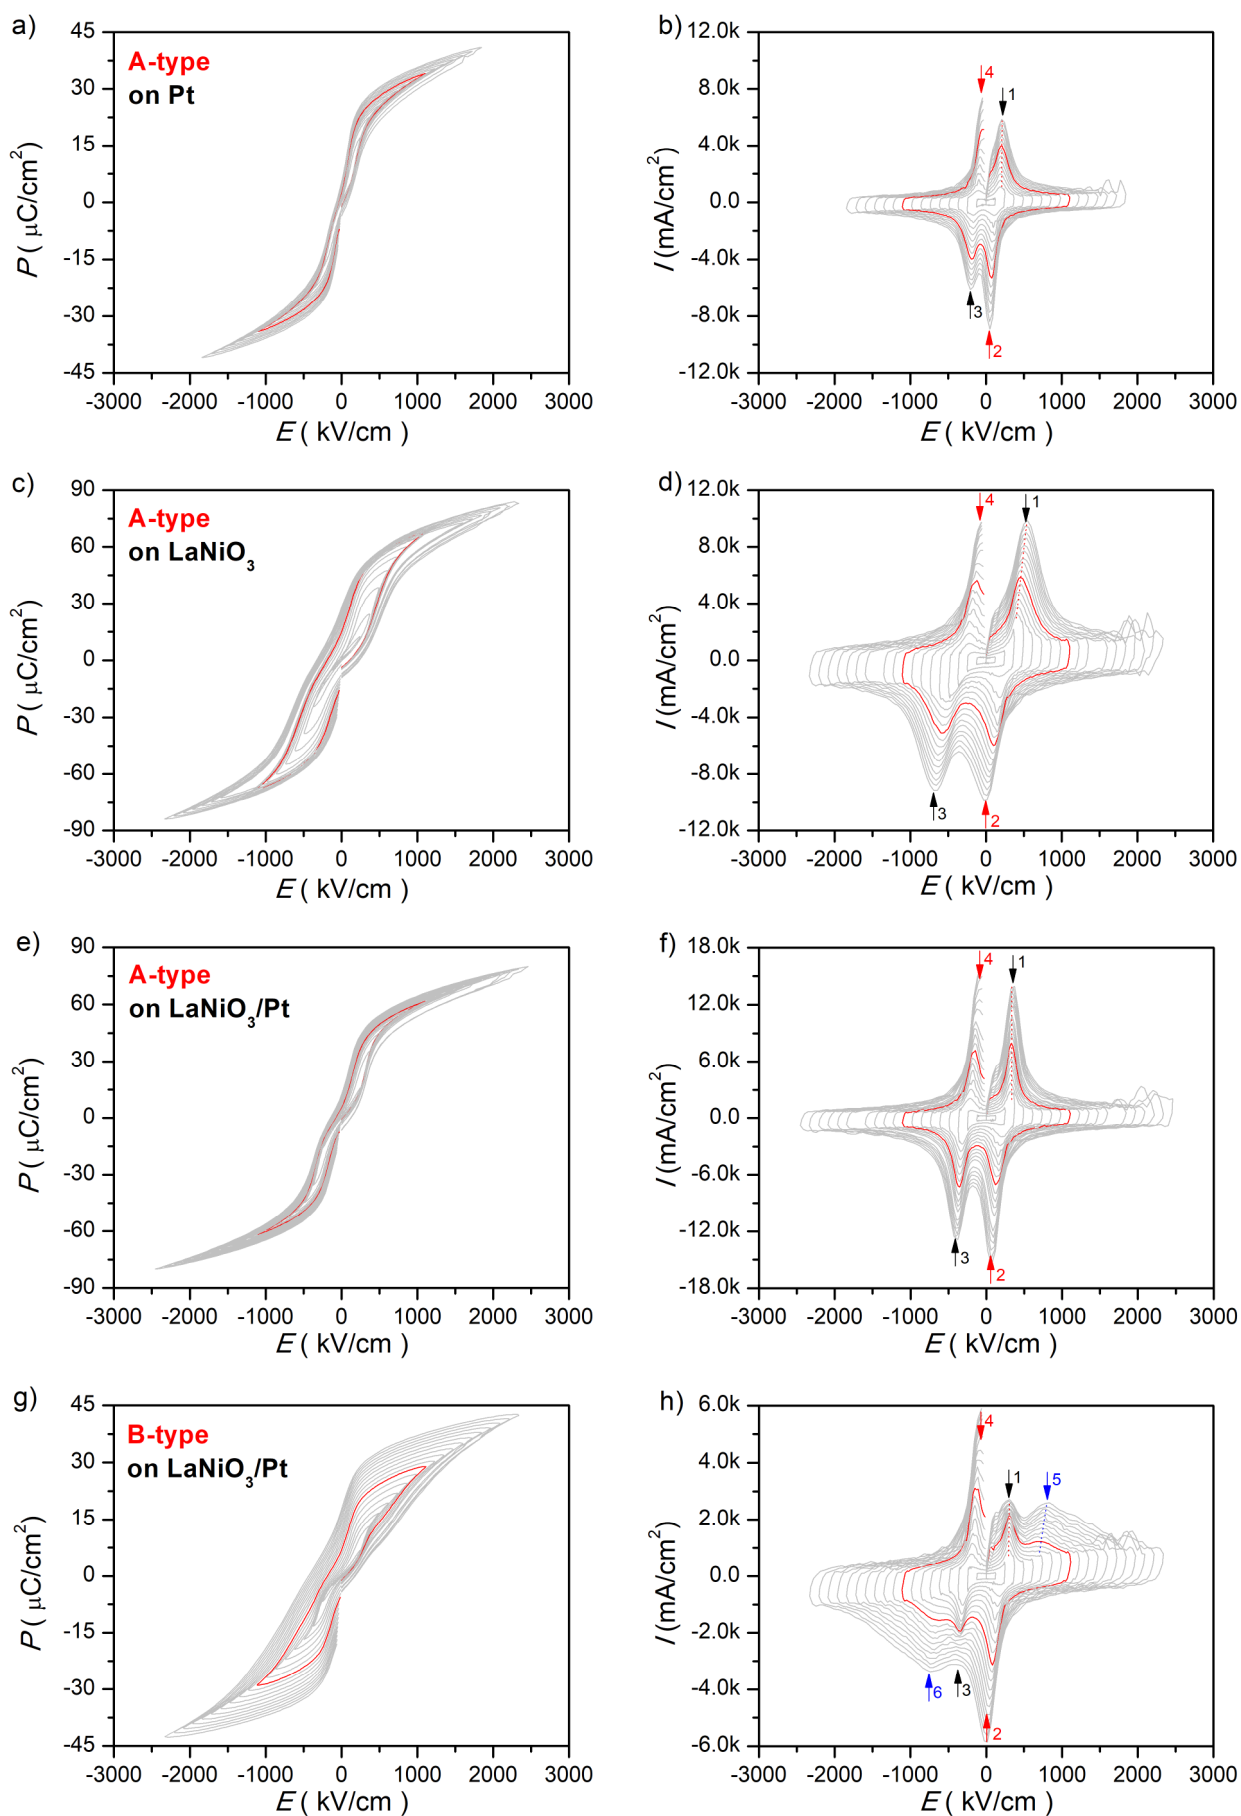 a)
A-type
on Pt
45
30
15
0
-15
-30
-45
P ( μC/cm²)
-3000 -2000 -1000 0 1000 2000 3000
E ( kV/cm )
b)
12.0k
8.0k
4.0k
0.0
-4.0k
-8.0k
-12.0k
I (mA/cm²)
4
1
3
2
-3000 -2000 -1000 0 1000 2000 3000
E ( kV/cm )
c)
A-type
on LaNiO₃
90
60
30
0
-30
-60
-90
P ( μC/cm²)
-3000 -2000 -1000 0 1000 2000 3000
E ( kV/cm )
d)
12.0k
8.0k
4.0k
0.0
-4.0k
-8.0k
-12.0k
I (mA/cm²)
4
1
3
2
-3000 -2000 -1000 0 1000 2000 3000
E ( kV/cm )
e)
A-type
on LaNiO₃/Pt
90
60
30
0
-30
-60
-90
P ( μC/cm²)
-3000 -2000 -1000 0 1000 2000 3000
E ( kV/cm )
f)
18.0k
12.0k
6.0k
0.0
-6.0k
-12.0k
-18.0k
I (mA/cm²)
4
1
3
2
-3000 -2000 -1000 0 1000 2000 3000
E ( kV/cm )
g)
B-type
on LaNiO₃/Pt
45
30
15
0
-15
-30
-45
P ( μC/cm²)
-3000 -2000 -1000 0 1000 2000 3000
E ( kV/cm )
h)
6.0k
4.0k
2.0k
0.0
-2.0k
-4.0k
-6.0k
I (mA/cm²)
4
1
5
6
3
2
-3000 -2000 -1000 0 1000 2000 3000
E ( kV/cm )